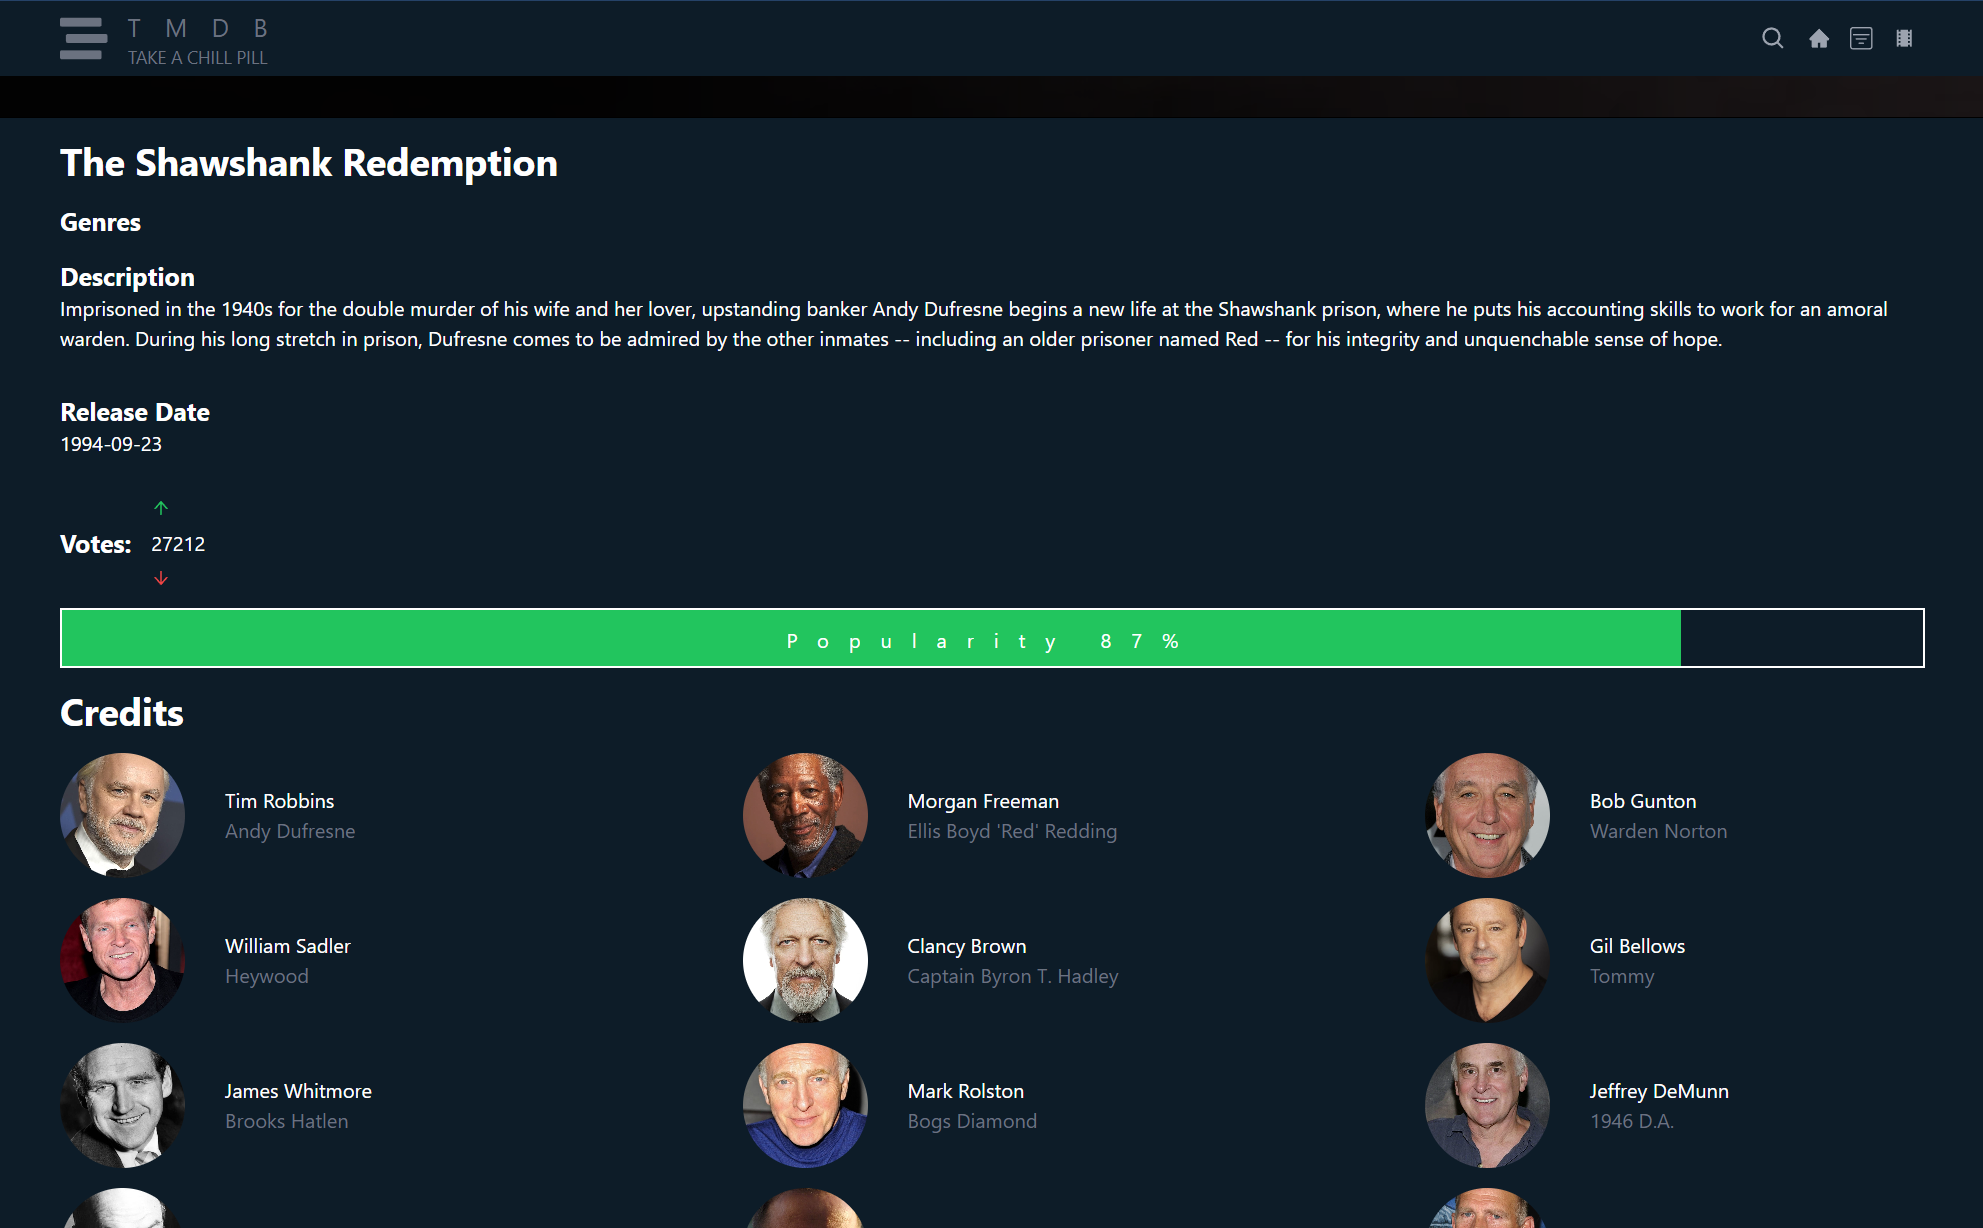 T M D B
TAKE A CHILL PILL
The Shawshank Redemption
Genres
Description
Imprisoned in the 1940s for the double murder of his wife and her lover, upstanding banker Andy Dufresne begins a new life at the Shawshank prison, where he puts his accounting skills to work for an amoral
warden. During his long stretch in prison, Dufresne comes to be admired by the other inmates -- including an older prisoner named Red -- for his integrity and unquenchable sense of hope.
Release Date
1994-09-23
Votes: 27212
Popularity 87%
Credits
Tim Robbins
Andy Dufresne
Morgan Freeman
Ellis Boyd 'Red' Redding
Bob Gunton
Warden Norton
William Sadler
Heywood
Clancy Brown
Captain Byron T. Hadley
Gil Bellows
Tommy
James Whitmore
Brooks Hatlen
Mark Rolston
Bogs Diamond
Jeffrey DeMunn
1946 D.A.